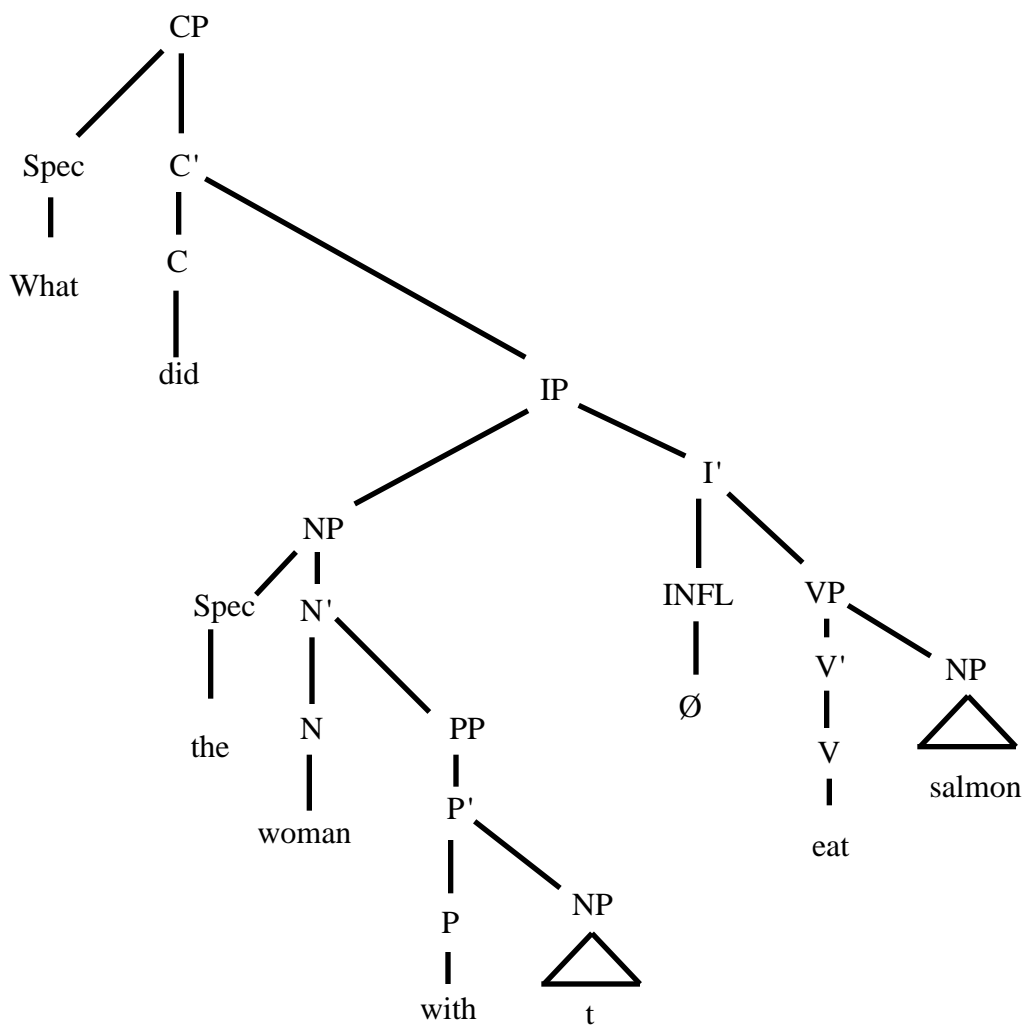 CP
Spec C'
C
What
did
IP
I'
NP
INFL VP
Spec N'
V' NP
Ø
N PP
the
V
salmon
P'
woman
eat
NP
P
with
t